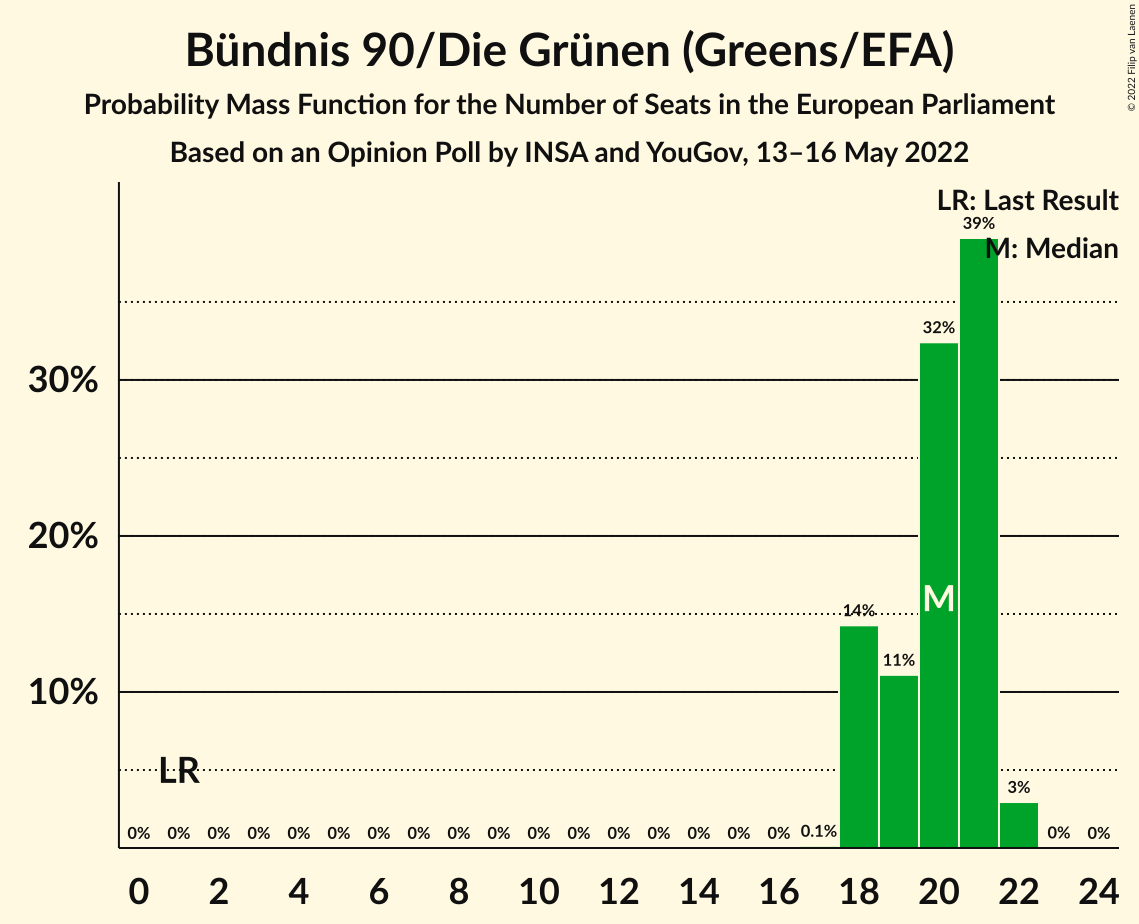 Bündnis 90/Die Grünen (Greens/EFA)
Probability Mass Function for the Number of Seats in the European Parliament
Based on an Opinion Poll by INSA and YouGov, 13–16 May 2022
© 2022 Filip van Laenen
LR: Last Result
39%
M: Median
32%
30%
20%
M
14%
11%
10%
LR
3%
0% 0% 0% 0% 0% 0% 0% 0% 0% 0% 0% 0% 0% 0% 0% 0% 0% 0.1% 0% 0%
0 2 4 6 8 10 12 14 16 18 20 22 24